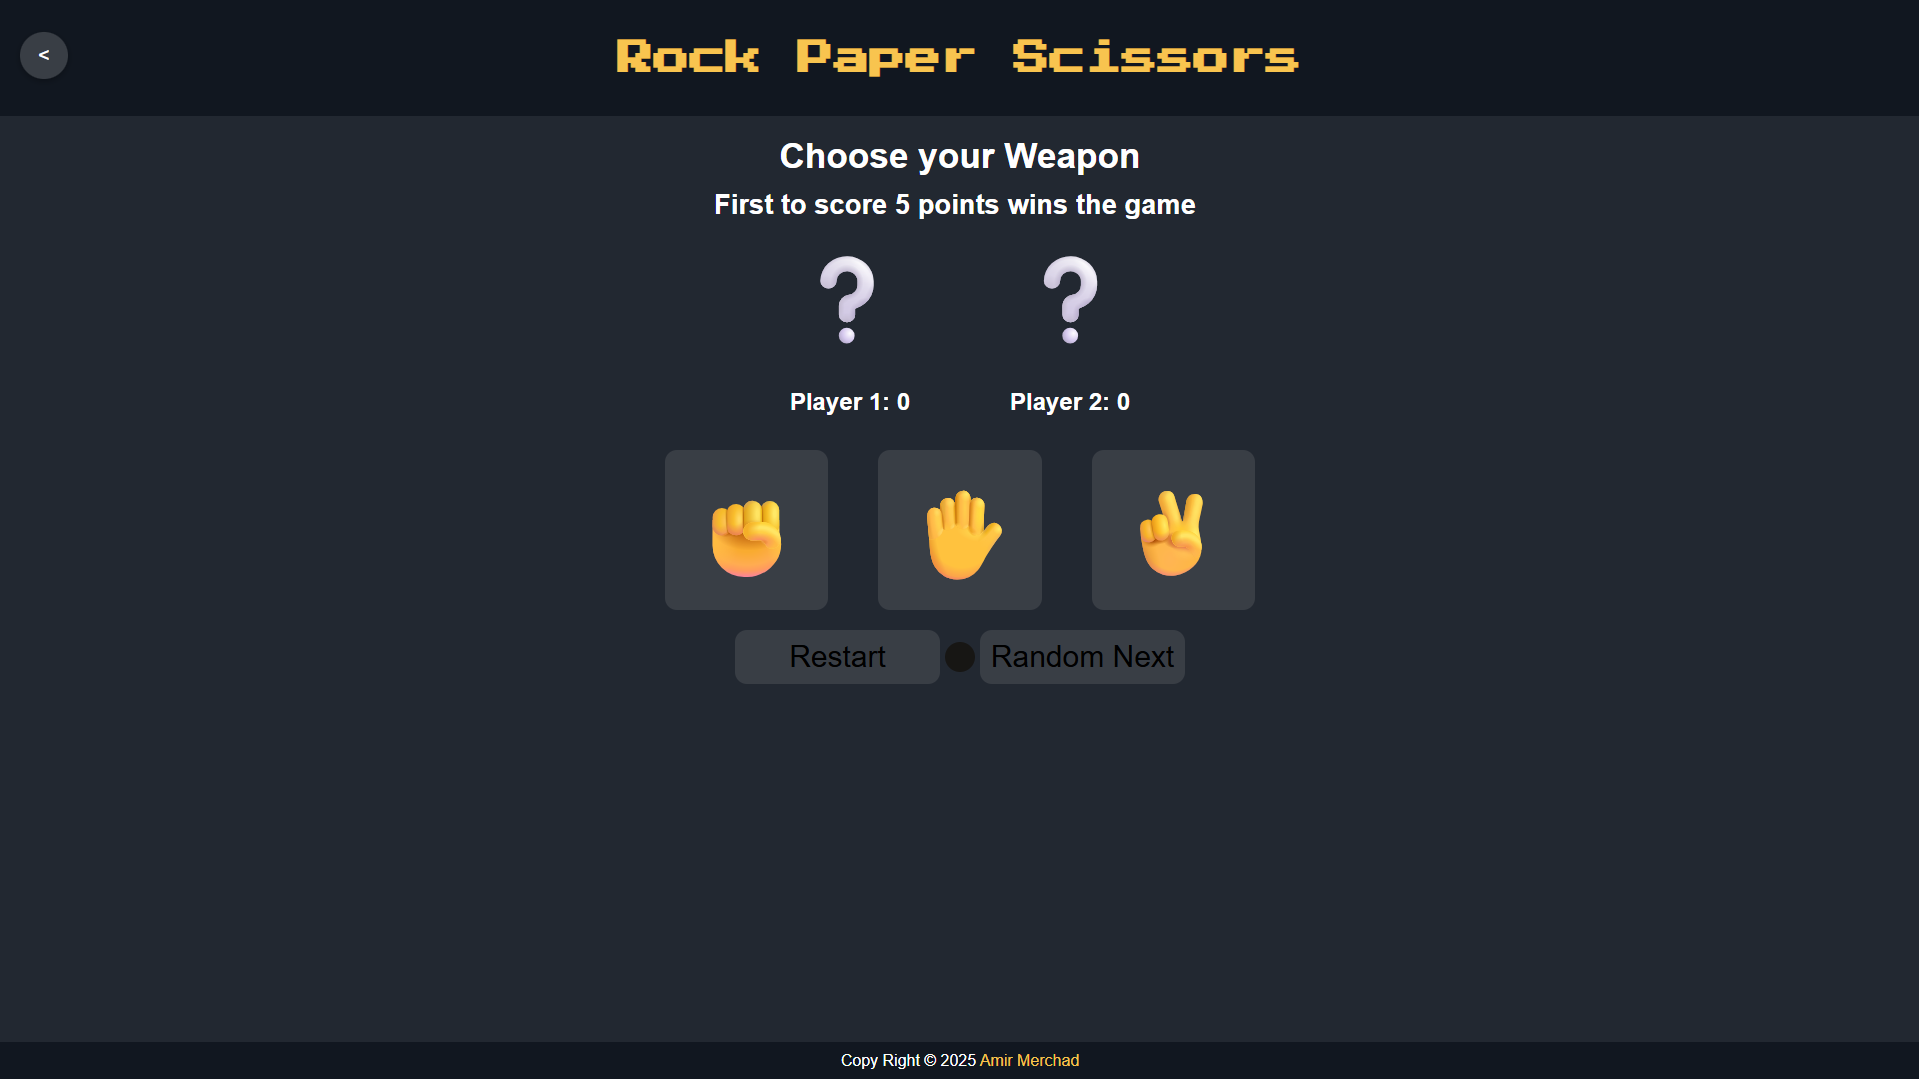 <
Rock Paper Scissors
Choose your Weapon
First to score 5 points wins the game
Player 1: 0
Player 2: 0
Restart
Random Next
Copy Right © 2025 Amir Merchad